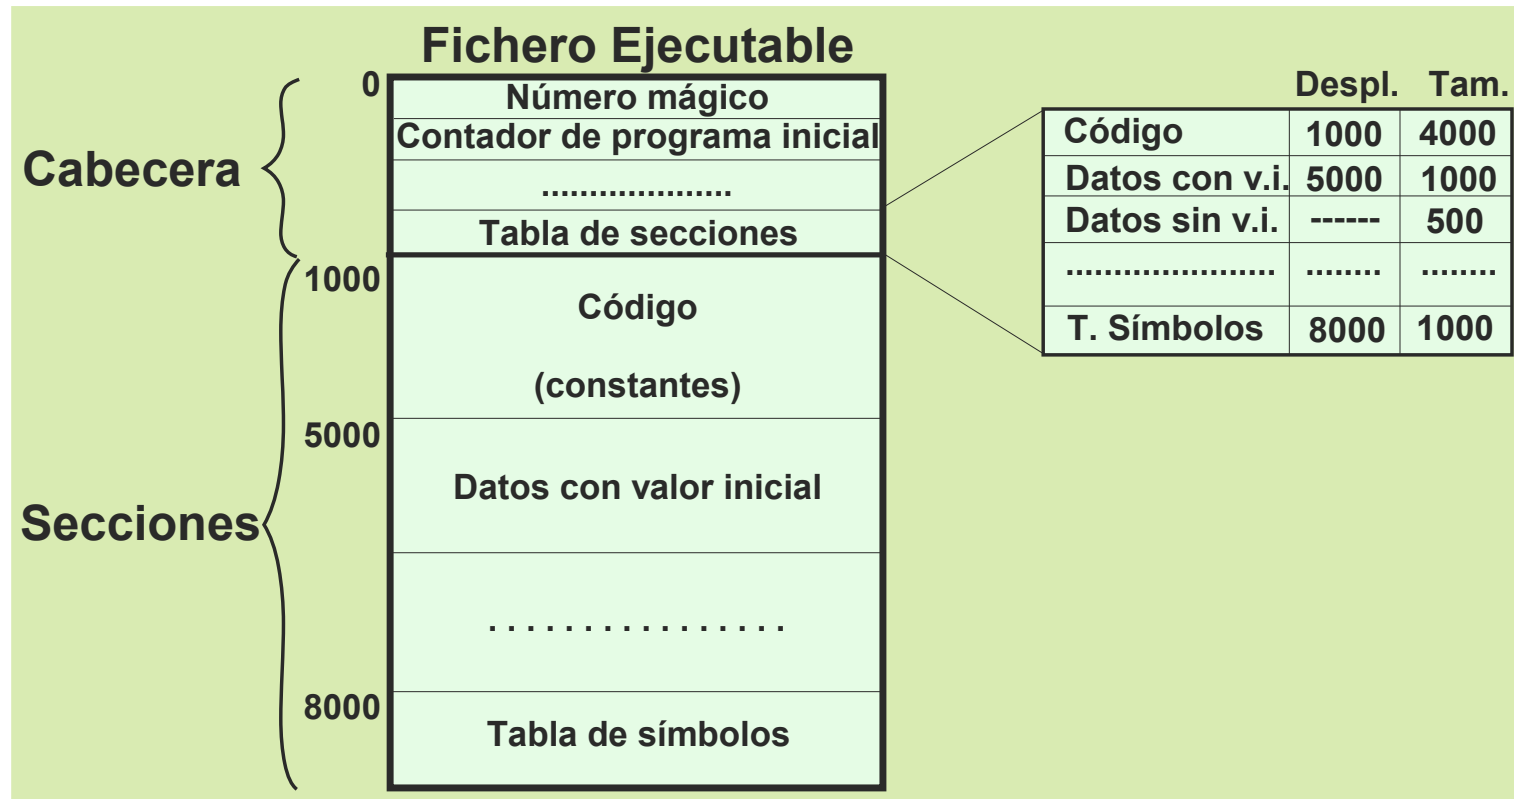 Fichero Ejecutable
Cabecera
Secciones
0
Número mágico
Contador de programa inicial
....................
Tabla de secciones
1000
Código
(constantes)
5000
Datos con valor inicial
. . . . . . . . . . . . . . . .
8000
Tabla de símbolos
Despl. Tam.
Código 1000 4000
Datos con v.i. 5000 1000
Datos sin v.i. ------ 500
...................... ........ ........
T. Símbolos 8000 1000